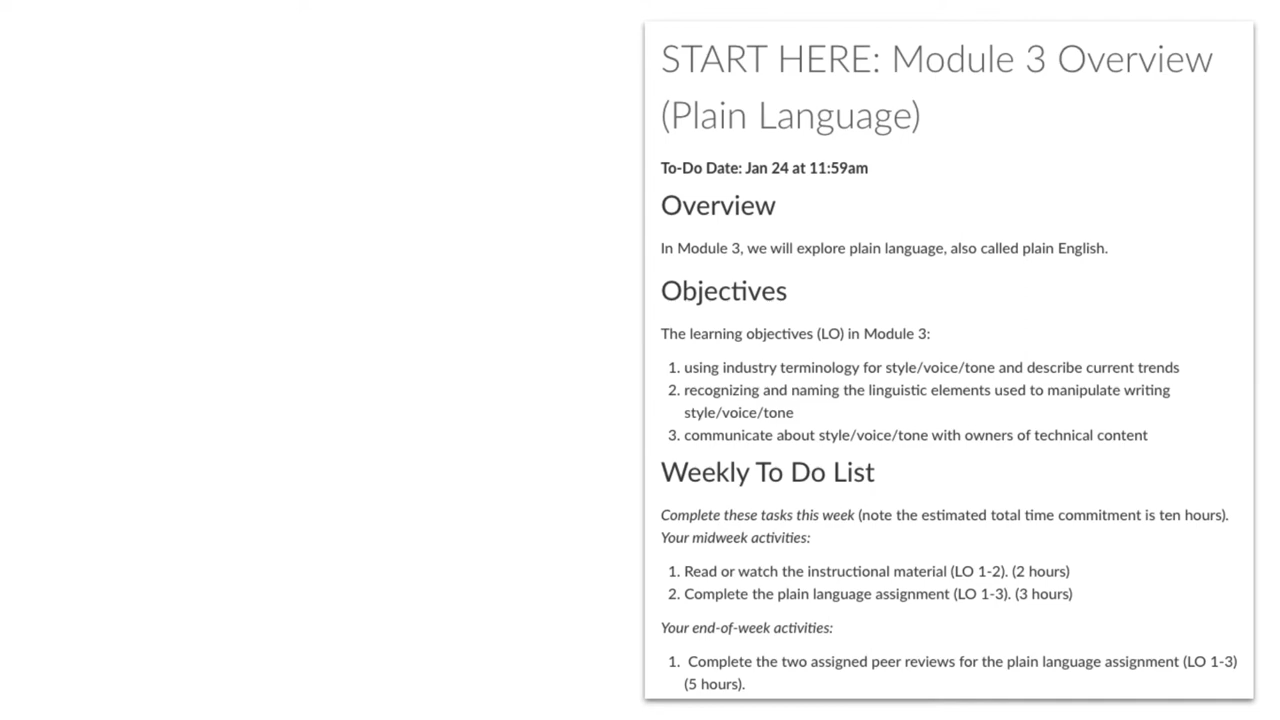 START HERE: Module 3 Overview
(Plain Language)
To-Do Date: Jan 24 at 11:59am
Overview
In Module 3, we will explore plain language, also called plain English.
Objectives
The learning objectives (LO) in Module 3:
1. using industry terminology for style/voice/tone and describe current trends
2. recognizing and naming the linguistic elements used to manipulate writing
style/voice/tone
3. communicate about style/voice/tone with owners of technical content
Weekly To Do List
Complete these tasks this week (note the estimated total time commitment is ten hours).
Your midweek activities:
1. Read or watch the instructional material (LO 1-2). (2 hours)
2. Complete the plain language assignment (LO 1-3). (3 hours)
Your end-of-week activities:
1. Complete the two assigned peer reviews for the plain language assignment (LO 1-3)
(5 hours).